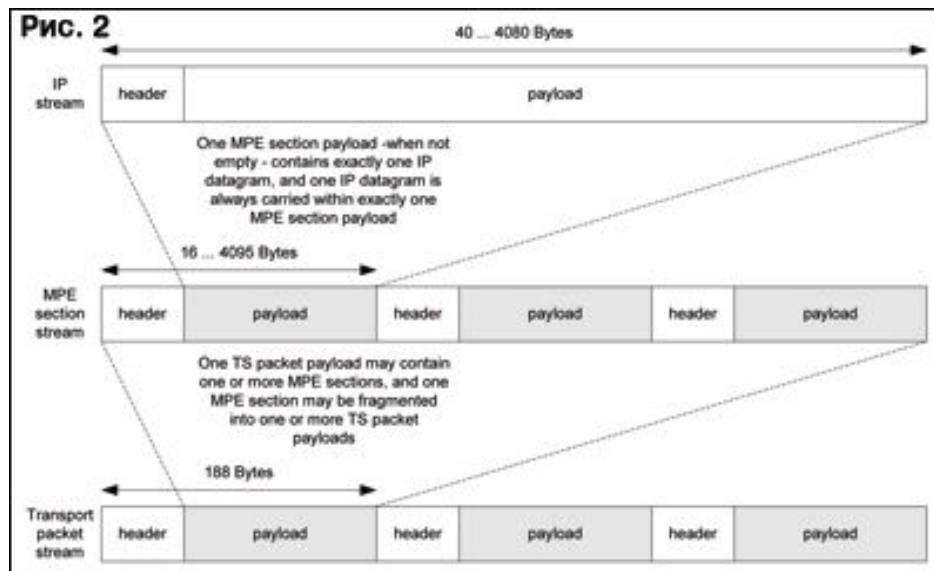 Рис. 2
40 ... 4080 Bytes
IP
stream
header
payload
One MPE section payload -when not
empty - contains exactly one IP
datagram, and one IP datagram is
always carried within exactly one
MPE section payload
16 ... 4095 Bytes
MPE
section
stream
header
payload
header
payload
header
payload
One TS packet payload may contain
one or more MPE sections, and one
MPE section may be fragmented
into one or more TS packet
payloads
188 Bytes
Transport
packet
stream
header
payload
header
payload
header
payload